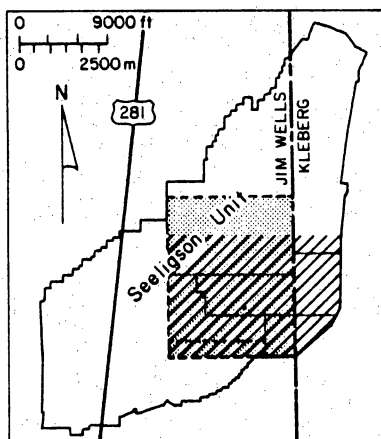 0 9000 ft
0 2500 m
N
281
JIM WELLS
KLEBERG
Seeligson Unit